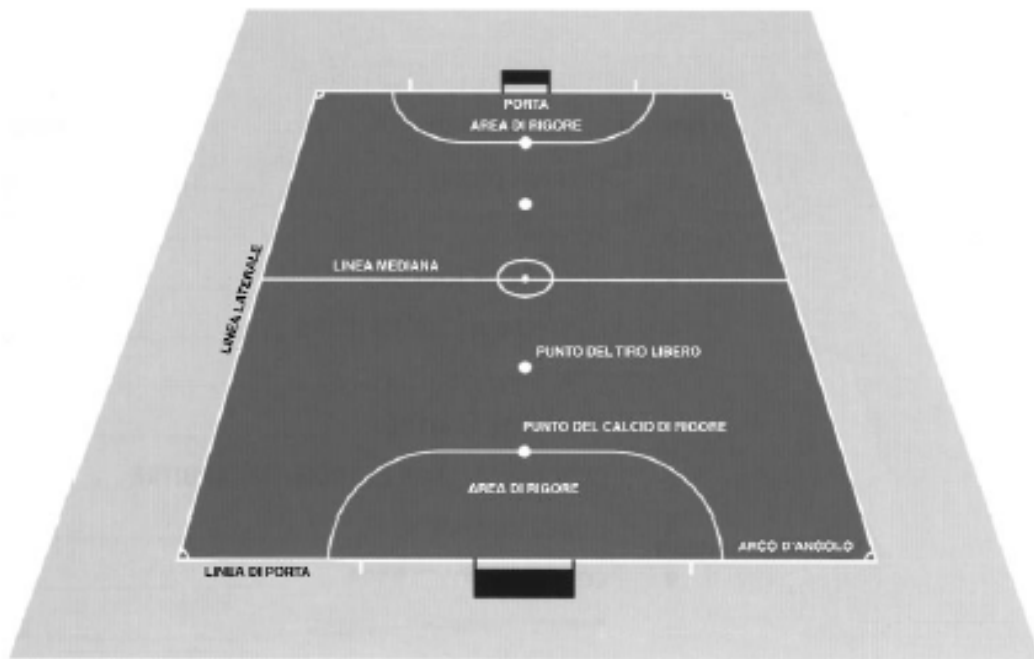 PORTA
AREA DI RIGORE
LINEA MEDIANA
LINEA LATERALE
PUNTO DEL TIRO LIBERO
PUNTO DEL CALCIO DI RIGORE
AREA DI RIGORE
ARCO D'ANGOLO
LINEA DI PORTA